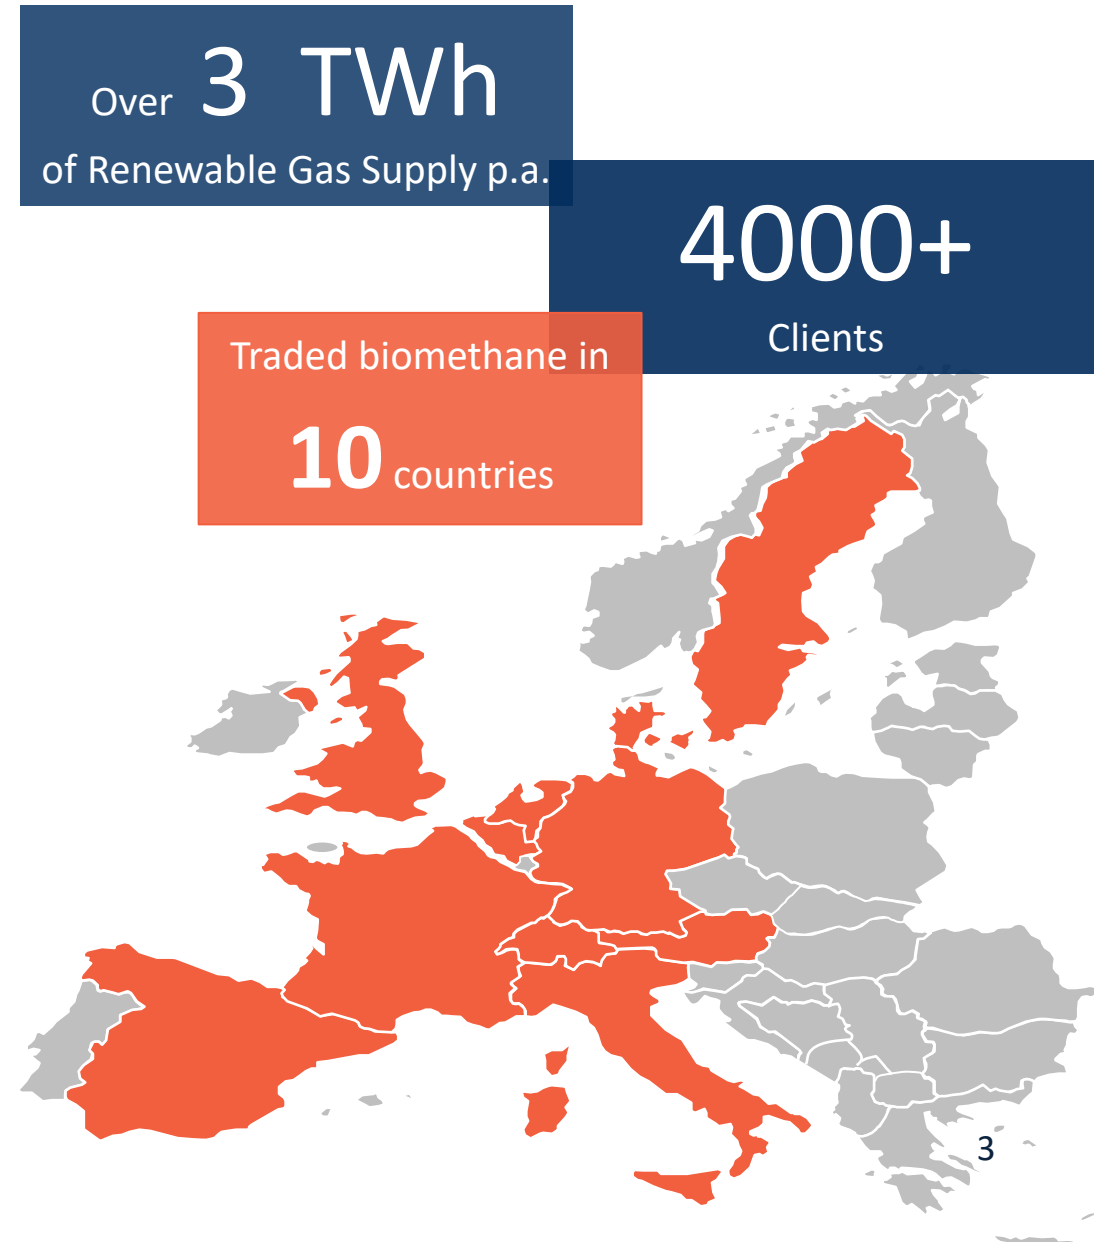 Over 3 TWh
of Renewable Gas Supply p.a.
4000+
Clients
Traded biomethane in
10 countries
3